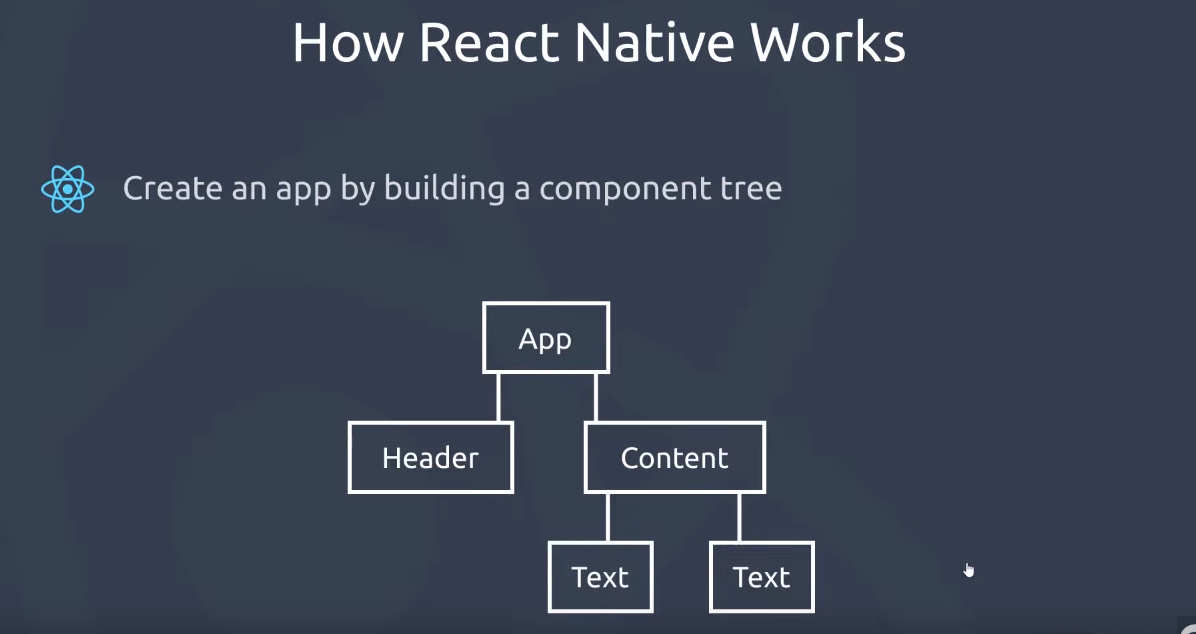 How React Native Works
Create an app by building a component tree
App
Header
Content
Text
Text